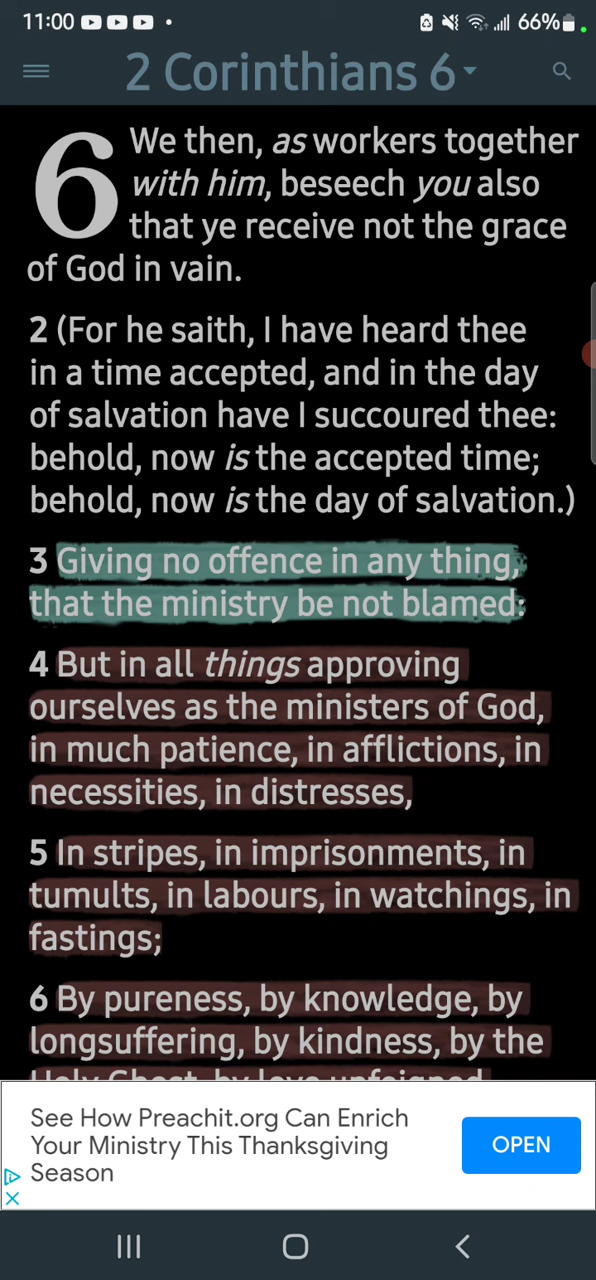 11:00
66%
2 Corinthians 6
6 We then, as workers together
with him, beseech you also
that ye receive not the grace
of God in vain.
2 (For he saith, I have heard thee
in a time accepted, and in the day
of salvation have I succoured thee:
behold, now is the accepted time;
behold, now is the day of salvation.)
3 Giving no offence in any thing,
that the ministry be not blamed:
4 But in all things approving
ourselves as the ministers of God,
in much patience, in afflictions, in
necessities, in distresses,
5 In stripes, in imprisonments, in
tumults, in labours, in watchings, in
fastings;
6 By pureness, by knowledge, by
longsuffering, by kindness, by the
Holy Ghost, by love unfeigned
See How Preachit.org Can Enrich
Your Ministry This Thanksgiving
Season
OPEN